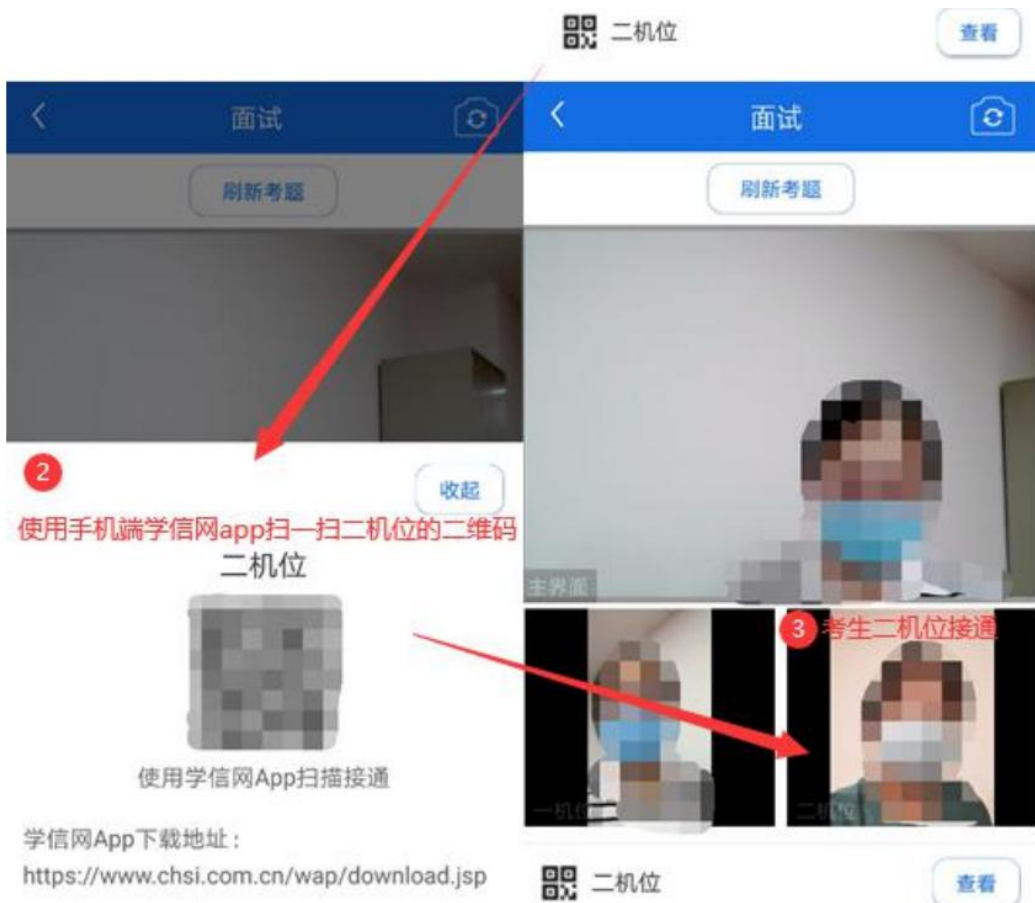 二机位
查看
面试
刷新考题
2
收起
使用手机端学信网app扫一扫二机位的二维码
二机位
使用学信网App扫描接通
学信网App下载地址：
https://www.chsi.com.cn/wap/download.jsp
面试
刷新考题
主界面
3 考生二机位接通
一机位
二机位
二机位
查看